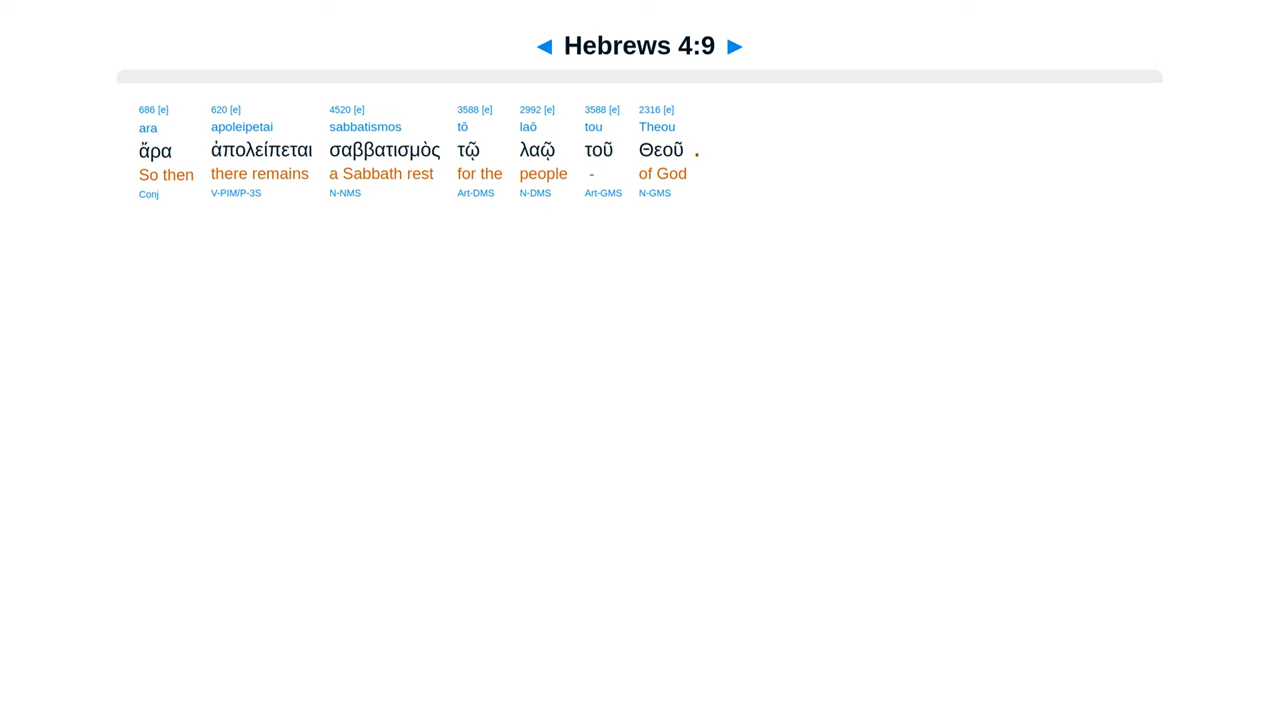 ◄ Hebrews 4:9 ►
686 [e] 620 [e] 4520 [e] 3588 [e] 2992 [e] 3588 [e] 2316 [e]
ara apoleipetai sabbatismos tō laō tou Theou
ἄρα ἀπολείπεται σαββατισμὸς τῷ λαῷ τοῦ Θεοῦ .
So then there remains a Sabbath rest for the people - of God
Conj V-PIM/P-3S N-NMS Art-DMS N-DMS Art-GMS N-GMS